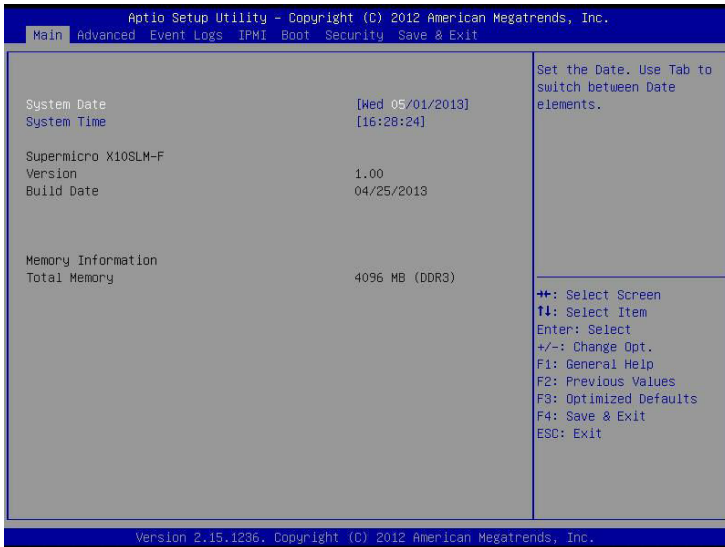 Aptio Setup Utility – Copyright (C) 2012 American Megatrends, Inc.
Main Advanced Event Logs IPMI Boot Security Save & Exit
System Date [Wed 05/01/2013]
System Time [16:28:24]
Supermicro X10SLM-F
Version 1.00
Build Date 04/25/2013
Memory Information
Total Memory 4096 MB (DDR3)
Set the Date. Use Tab to
switch between Date
elements.
→←: Select Screen
↑↓: Select Item
Enter: Select
+/-: Change Opt.
F1: General Help
F2: Previous Values
F3: Optimized Defaults
F4: Save & Exit
ESC: Exit
Version 2.15.1236. Copyright (C) 2012 American Megatrends, Inc.